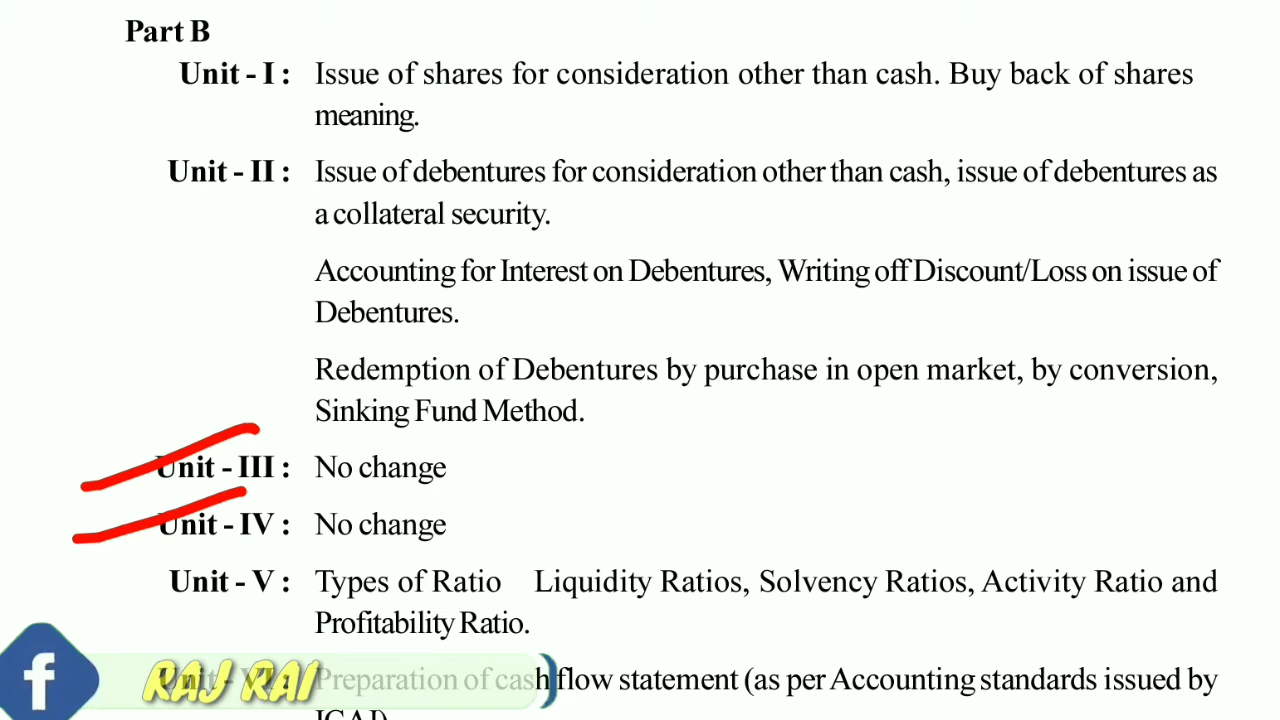 Part B
Unit - I : Issue of shares for consideration other than cash. Buy back of shares
meaning.
Unit - II : Issue of debentures for consideration other than cash, issue of debentures as
a collateral security.
Accounting for Interest on Debentures, Writing off Discount/Loss on issue of
Debentures.
Redemption of Debentures by purchase in open market, by conversion,
Sinking Fund Method.
Unit - III : No change
Unit - IV : No change
Unit - V : Types of Ratio Liquidity Ratios, Solvency Ratios, Activity Ratio and
Profitability Ratio.
Unit - VI : Preparation of cash flow statement (as per Accounting standards issued by
f RAJ RAI
ICAI)